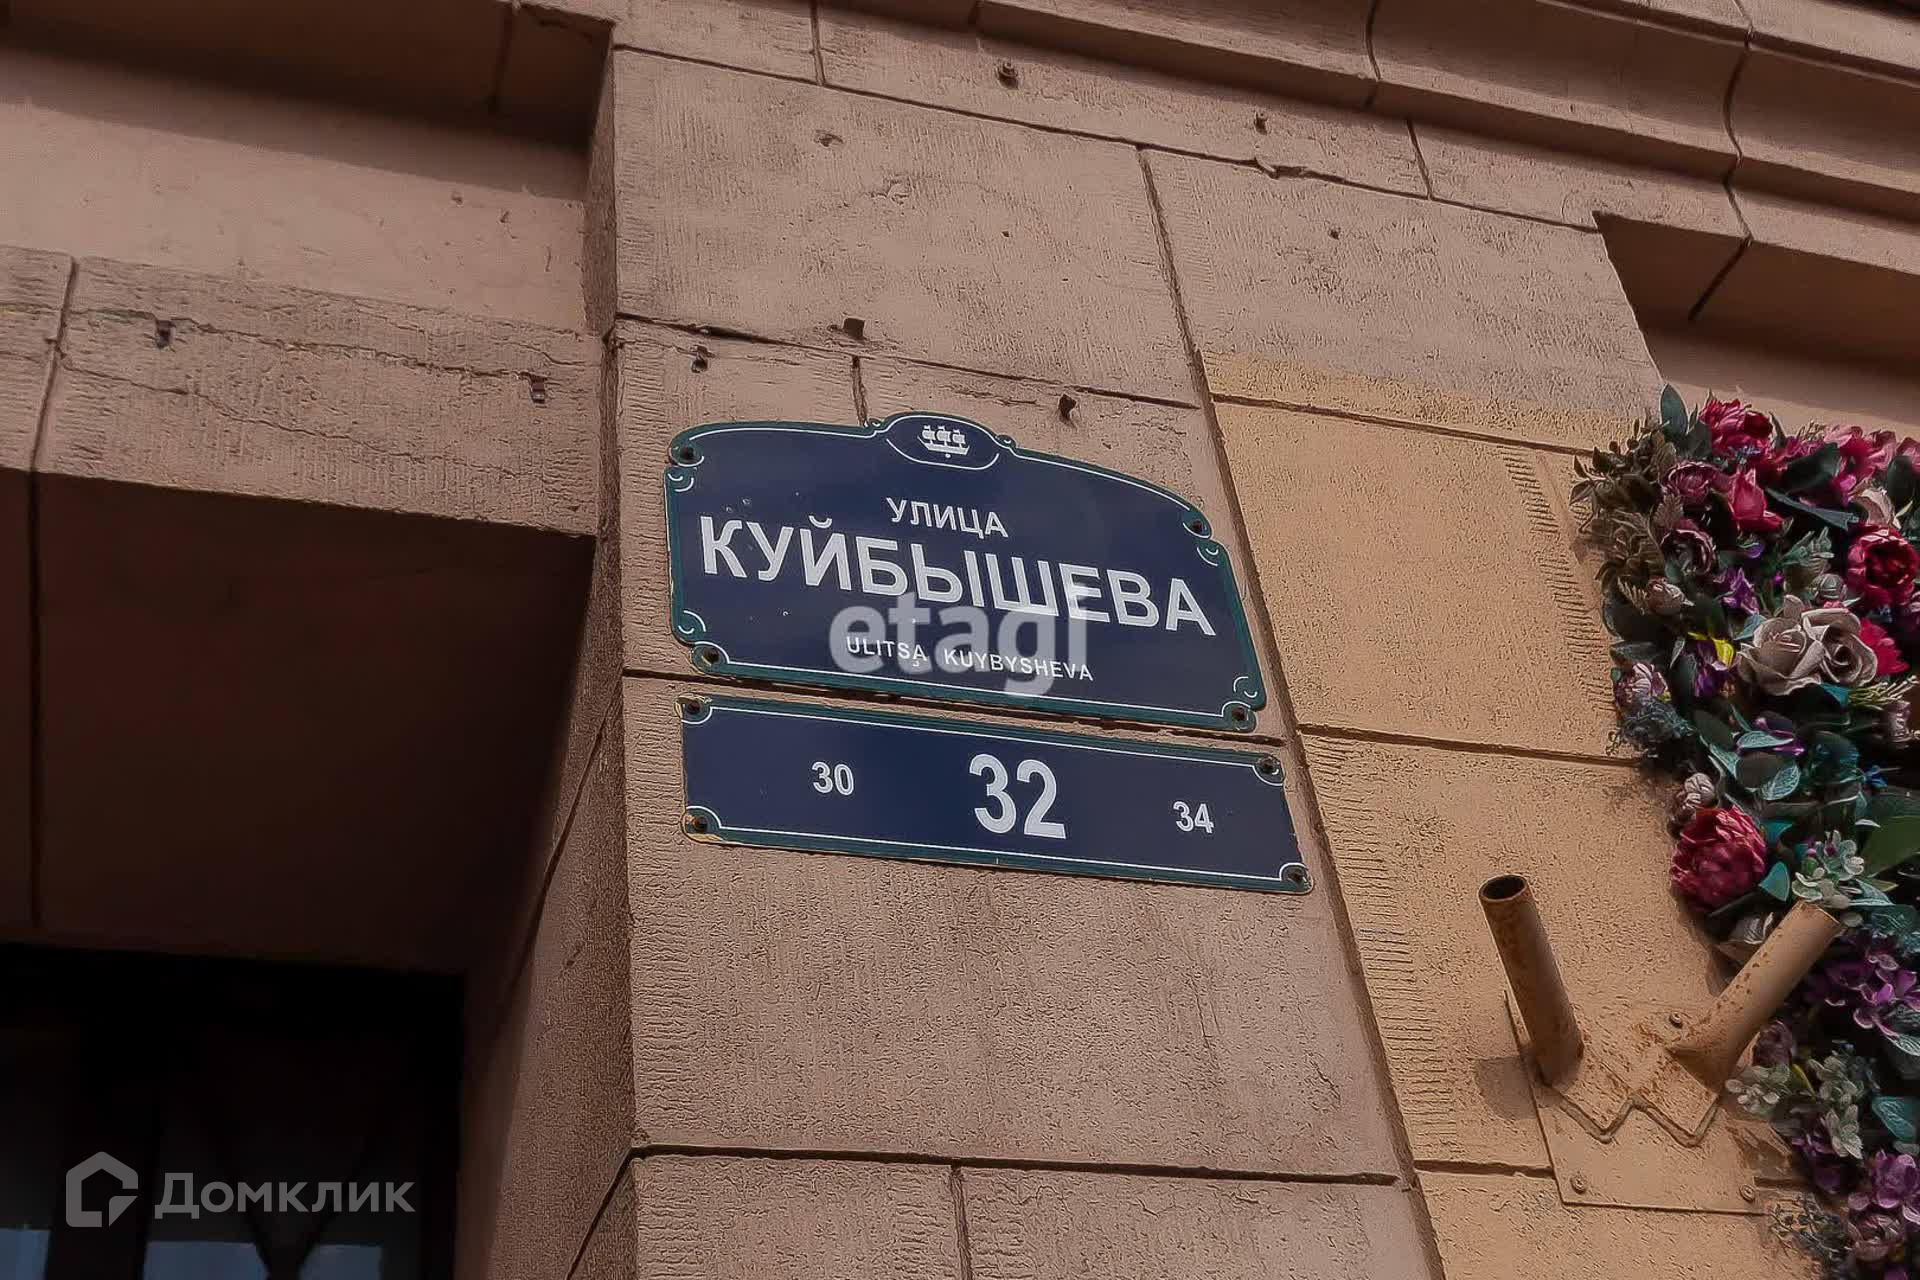 УЛИЦА
КУЙБЫШЕВА
etagi
ULITSA KUYBYSHEVA
30 32 34
Домклик